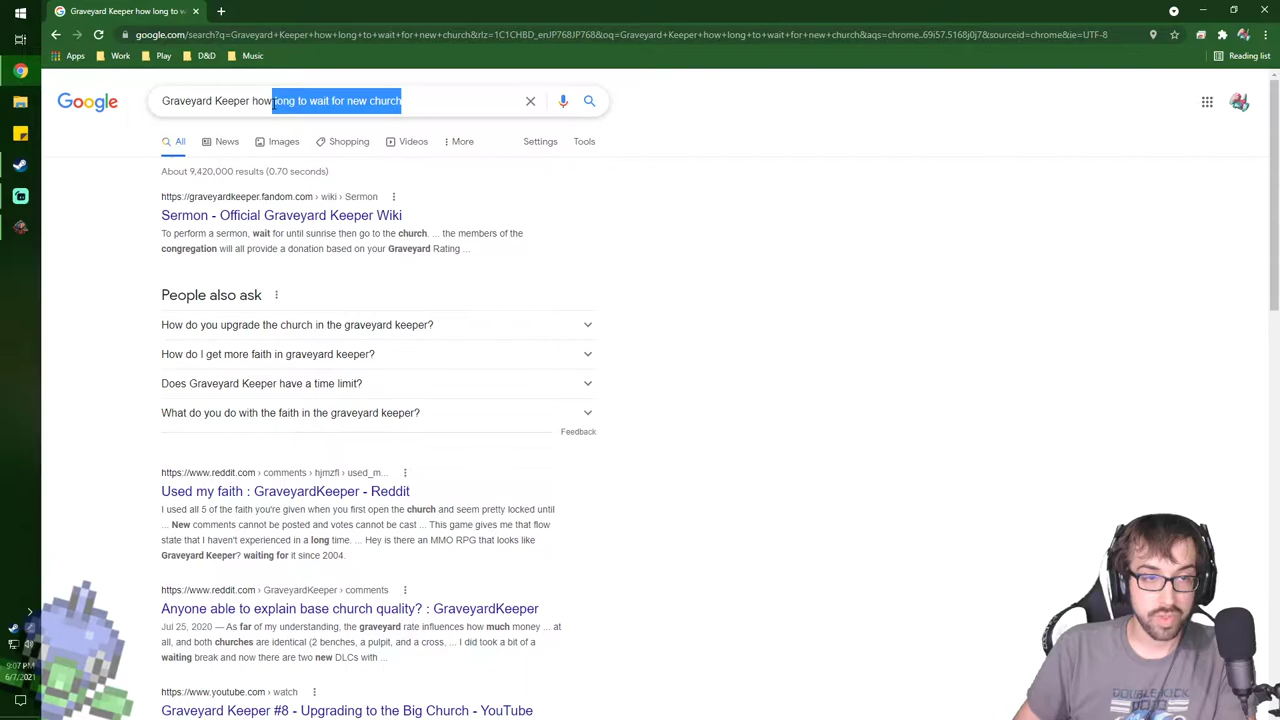 Graveyard Keeper how long to w
google.com/search?q=Graveyard+Keeper+how+long+to+wait+for+new+church&rlz=1C1CHBD_enJP768JP768&oq=Graveyard+Keeper+how+long+to+wait+for+new+church&aqs=chrome..69i57.5168j0j7&sourceid=chrome&ie=UTF-8
Apps
Work
Play
D&D
Music
Reading list
Google
Graveyard Keeper how long to wait for new church
All
News
Images
Shopping
Videos
More
Settings
Tools
About 9,420,000 results (0.70 seconds)
https://graveyardkeeper.fandom.com › wiki › Sermon
Sermon - Official Graveyard Keeper Wiki
To perform a sermon, wait for until sunrise then go to the church. ... the members of the
congregation will all provide a donation based on your Graveyard Rating ...
People also ask
How do you upgrade the church in the graveyard keeper?
How do I get more faith in graveyard keeper?
Does Graveyard Keeper have a time limit?
What do you do with the faith in the graveyard keeper?
Feedback
https://www.reddit.com › comments › hjmzfl › used_m...
Used my faith : GraveyardKeeper - Reddit
I used all 5 of the faith you're given when you first open the church and seem pretty locked until
... New comments cannot be posted and votes cannot be cast ... This game gives me that flow
state that I haven't experienced in a long time. ... Hey is there an MMO RPG that looks like
Graveyard Keeper? waiting for it since 2004.
https://www.reddit.com › GraveyardKeeper › comments
Anyone able to explain base church quality? : GraveyardKeeper
Jul 25, 2020 — As far of my understanding, the graveyard rate influences how much money ... at
all, and both churches are identical (2 benches, a pulpit, and a cross, ... I did took a bit of a
waiting break and now there are two new DLCs with ...
https://www.youtube.com › watch
Graveyard Keeper #8 - Upgrading to the Big Church - YouTube
9:07 PM
6/7/2021
DOUBLE-KICK